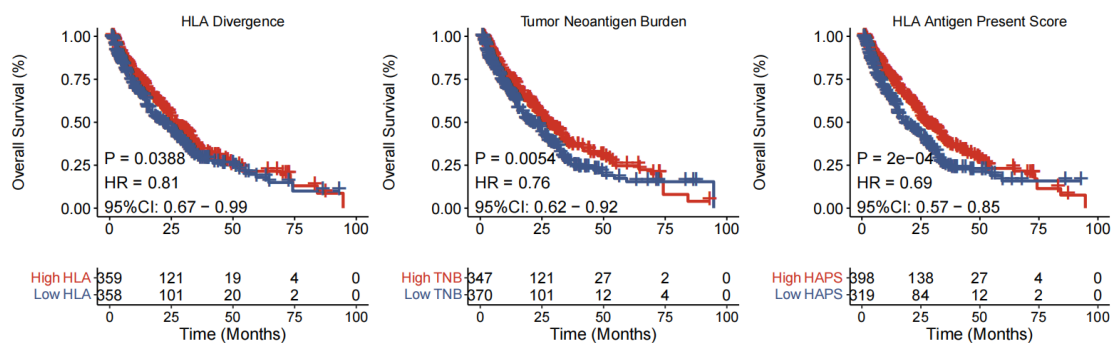 HLA Divergence
Overall Survival (%)
1.00
0.75
0.50
0.25
0.00
P = 0.0388
HR = 0.81
95%CI: 0.67 − 0.99
0 25 50 75 100
High HLA 359 121 19 4 0
Low HLA 358 101 20 2 0
0 25 50 75 100
Time (Months)
Tumor Neoantigen Burden
Overall Survival (%)
1.00
0.75
0.50
0.25
0.00
P = 0.0054
HR = 0.76
95%CI: 0.62 − 0.92
0 25 50 75 100
High TNB 347 121 27 2 0
Low TNB 370 101 12 4 0
0 25 50 75 100
Time (Months)
HLA Antigen Present Score
Overall Survival (%)
1.00
0.75
0.50
0.25
0.00
P = 2e−04
HR = 0.69
95%CI: 0.57 − 0.85
0 25 50 75 100
High HAPS 398 138 27 4 0
Low HAPS 319 84 12 2 0
0 25 50 75 100
Time (Months)